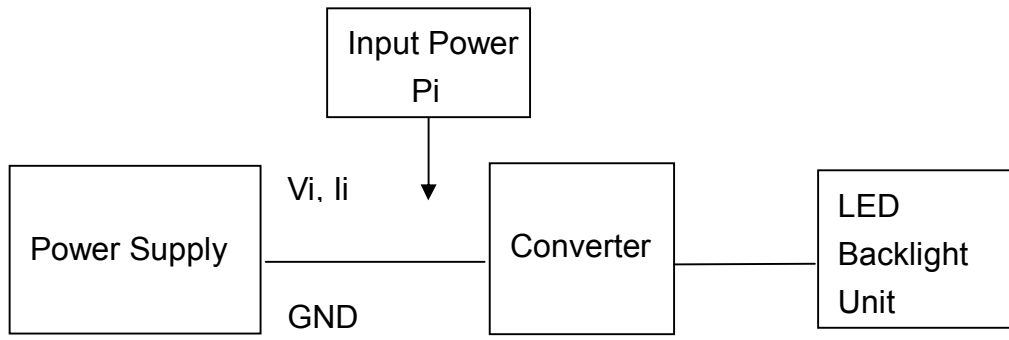 Input Power
Pi
Power Supply
Vi, Ii
GND
Converter
LED
Backlight
Unit